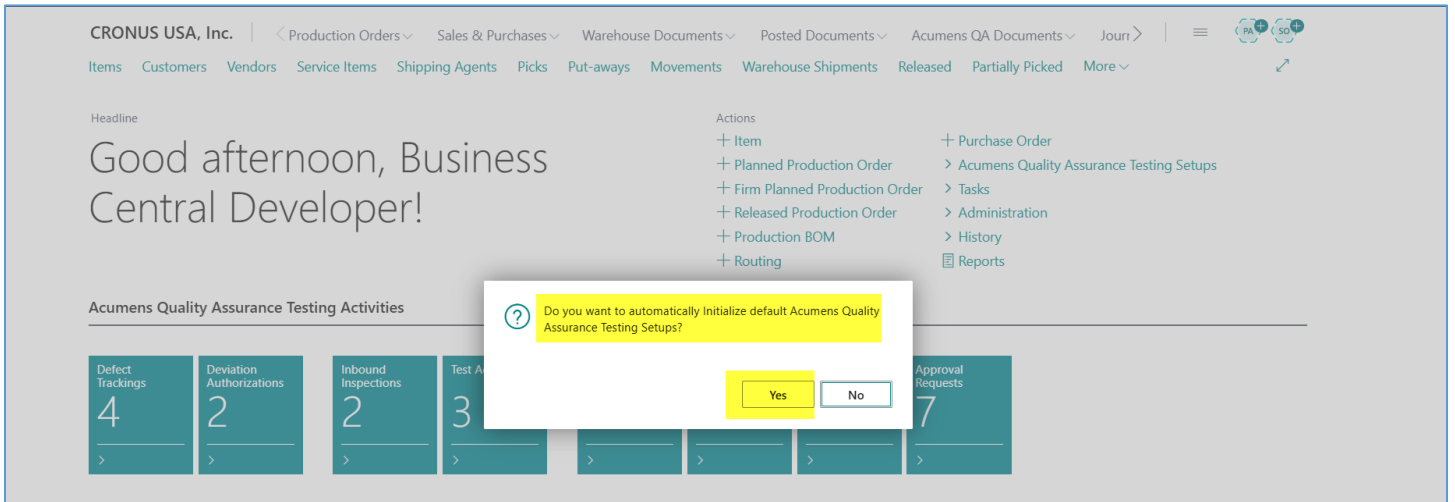 CRONUS USA, Inc.
Production Orders
Sales & Purchases
Warehouse Documents
Posted Documents
Acumens QA Documents
PA
SO
Items
Customers
Vendors
Service Items
Shipping Agents
Picks
Put-aways
Movements
Warehouse Shipments
Released
Partially Picked
More
Headline
Good afternoon, Business
Central Developer!
Actions
+ Item
+ Planned Production Order
+ Firm Planned Production Order
+ Released Production Order
+ Production BOM
+ Routing
+ Purchase Order
> Acumens Quality Assurance Testing Setups
> Tasks
> Administration
> History
Reports
Acumens Quality Assurance Testing Activities
Do you want to automatically Initialize default Acumens Quality
Assurance Testing Setups?
Yes
No
Defect
Trackings
4
Deviation
Authorizations
2
Inbound
Inspections
2
Test A
3
Approval
Requests
7